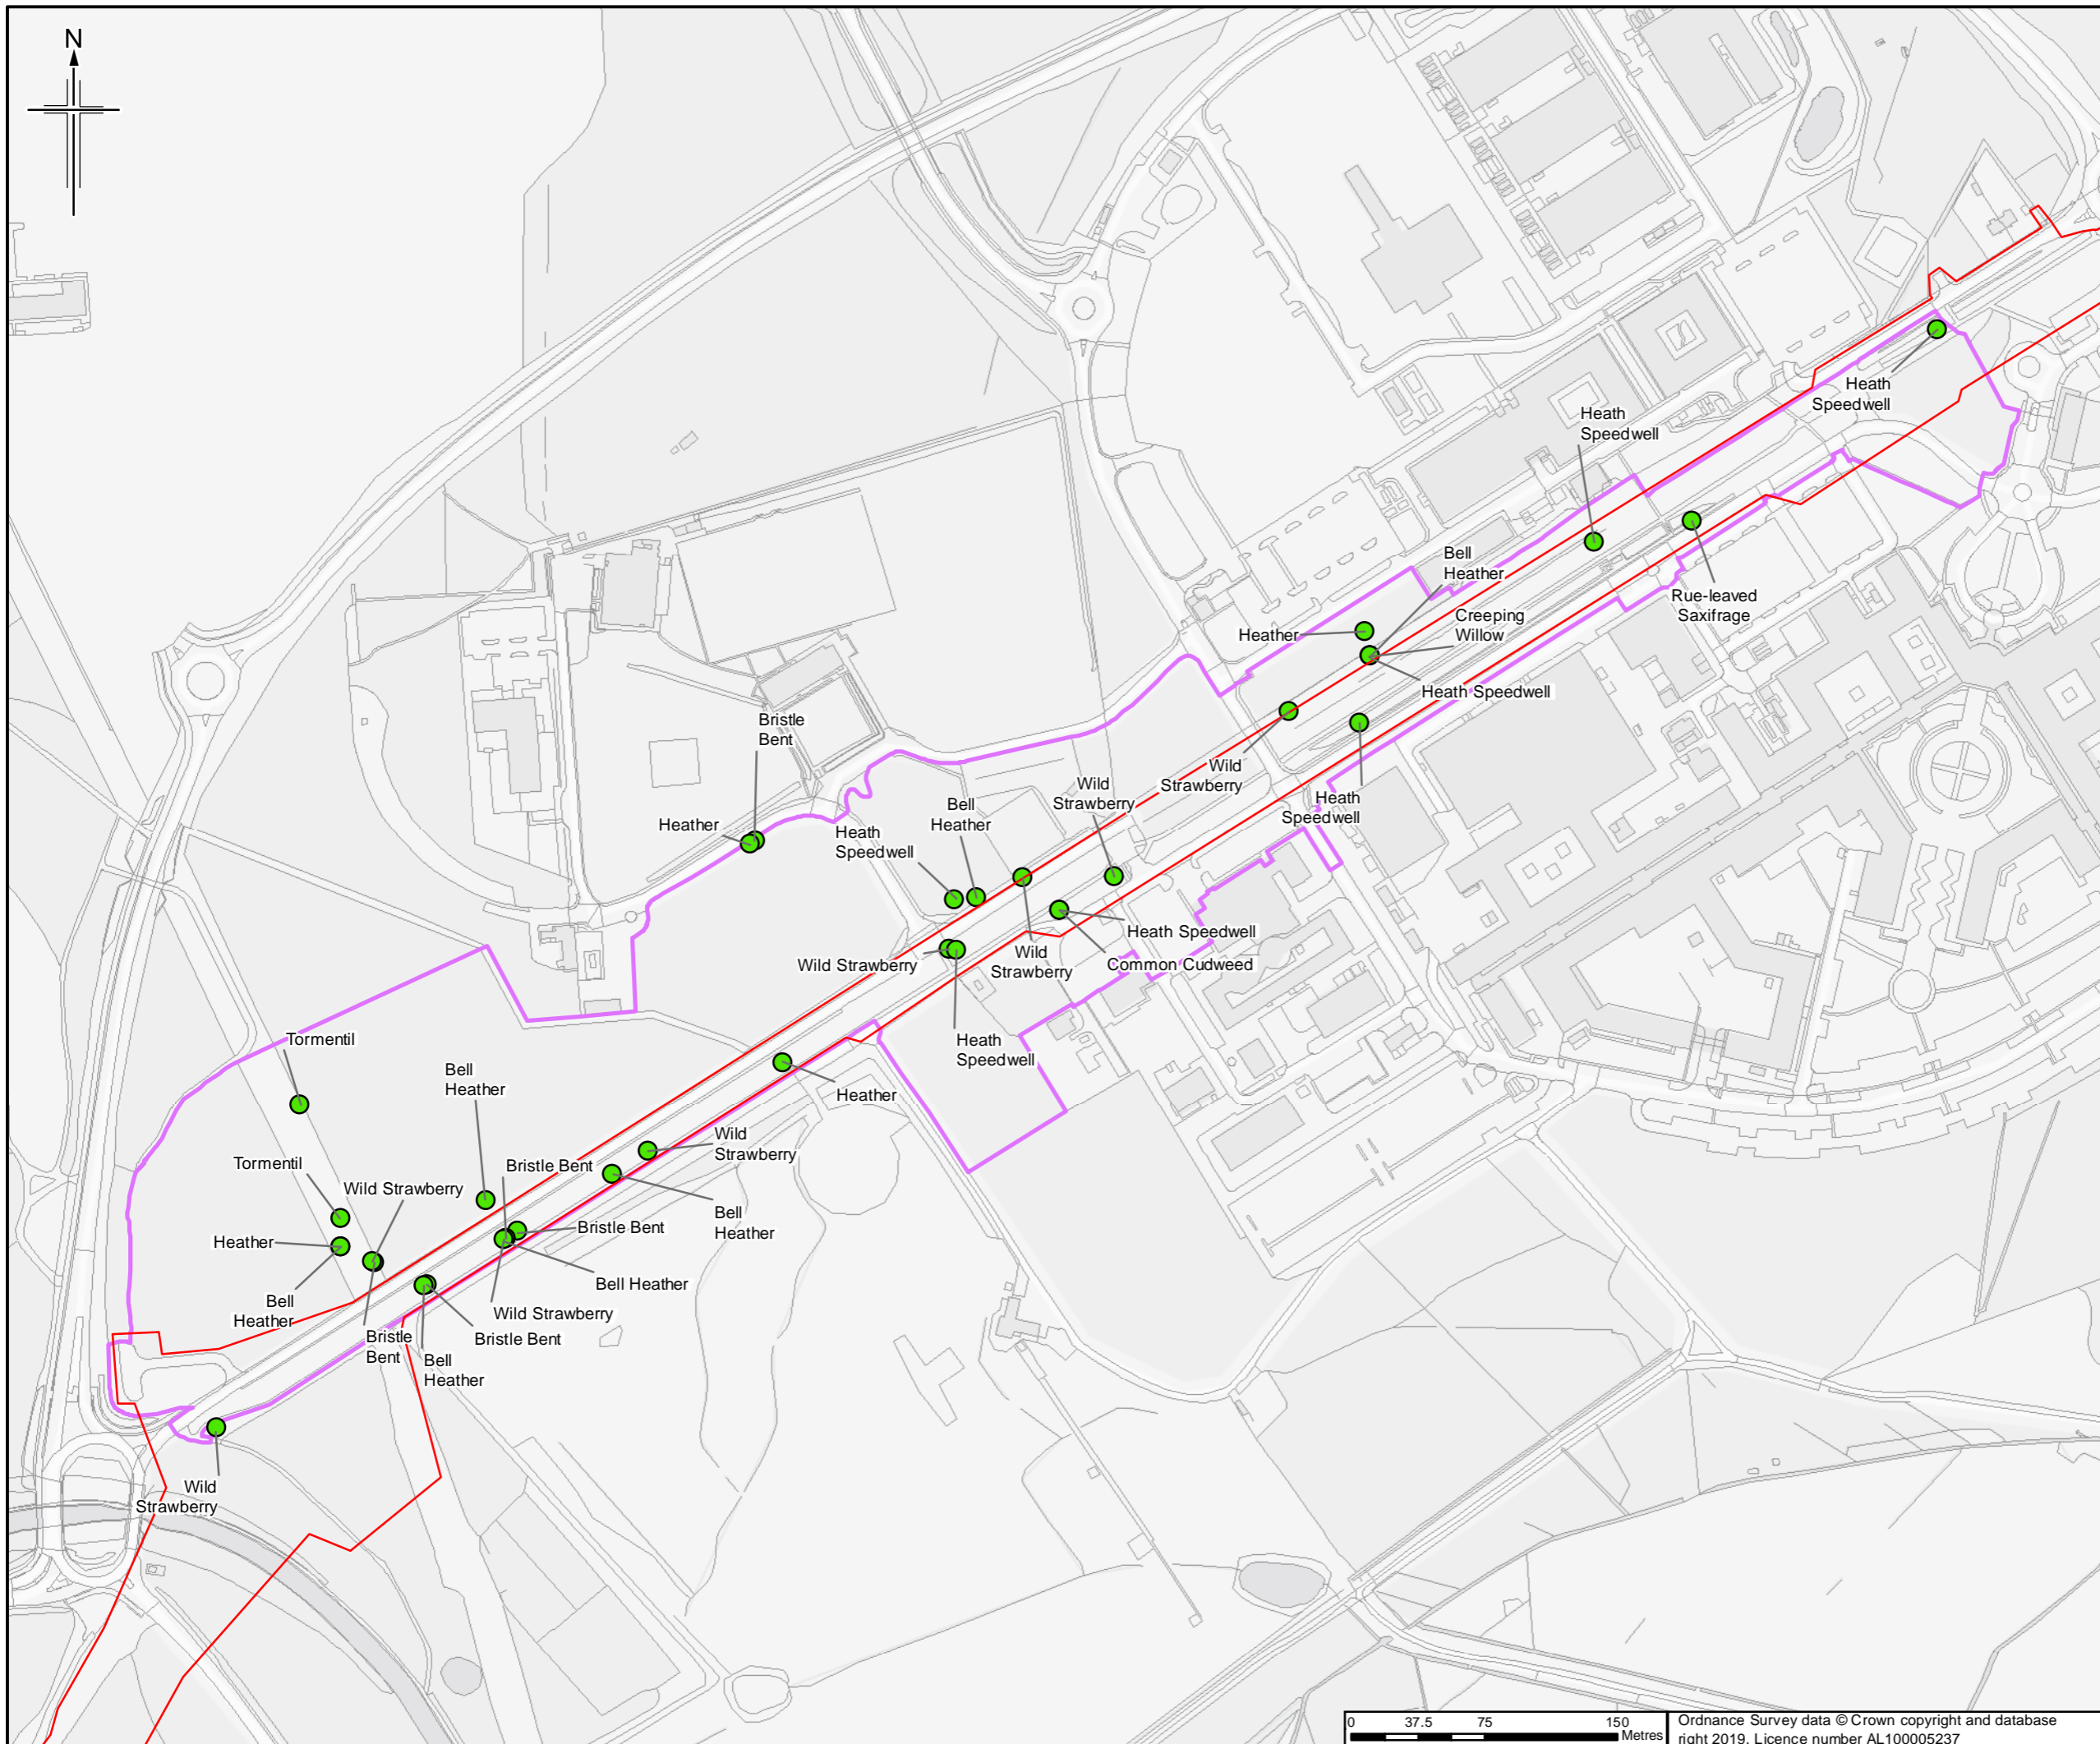 N
Heath
Speedwell
Heath
Speedwell
Bell
Heather
Rue-leaved
Saxifrage
Creeping
Willow
Heather
Heath Speedwell
Bristle
Bent
Wild
Strawberry
Wild
Strawberry
Heath
Speedwell
Bell
Heather
Heather
Heath
Speedwell
Heath Speedwell
Wild
Strawberry
Common Cudweed
Wild Strawberry
Heath
Speedwell
Tormentil
Bell
Heather
Heather
Wild
Strawberry
Bristle Bent
Tormentil
Wild Strawberry
Bell
Heather
Bristle Bent
Heather
Bell Heather
Bell
Heather
Wild Strawberry
Bristle Bent
Bristle
Bent
Bell
Heather
Wild
Strawberry
0 37.5 75 150
Metres
Ordnance Survey data © Crown copyright and database
right 2019. Licence number AL100005237